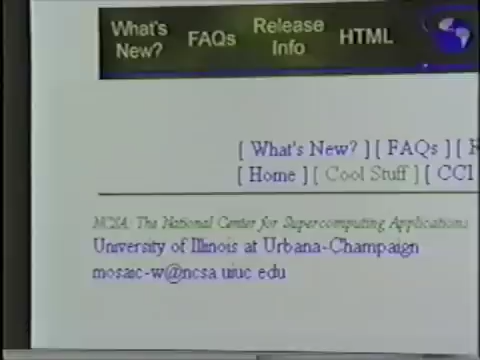 What's New? FAQs Release Info HTML
[ What's New? ] [ FAQs ] [
[ Home ] [ Cool Stuff ] [ CCI
NCSA: The National Center for Supercomputing Applications
University of Illinois at Urbana-Champaign
mosaic-w@ncsa.uiuc.edu